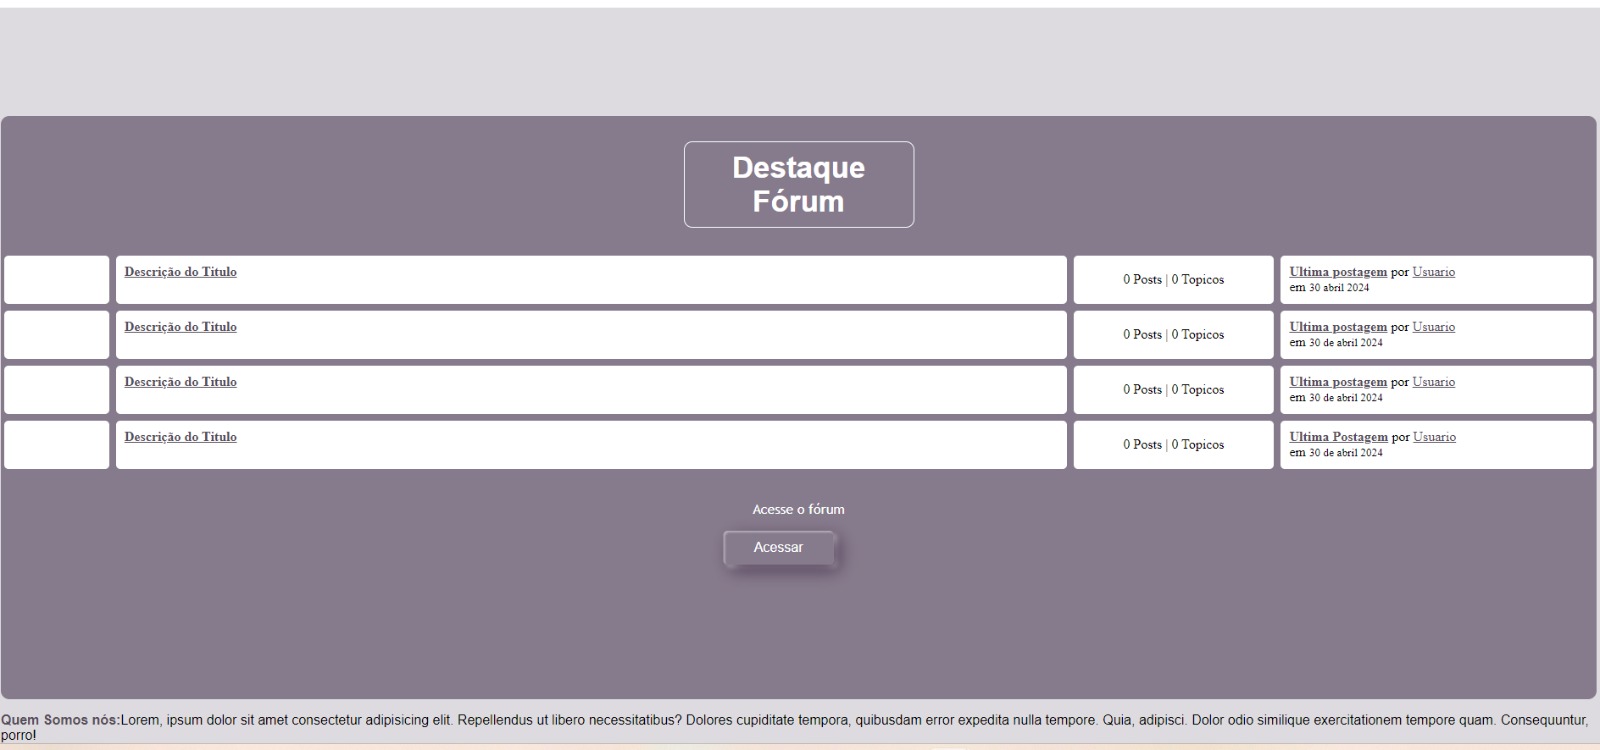 Destaque
Fórum
Descrição do Titulo
0 Posts | 0 Topicos
Ultima postagem por Usuario
em 30 abril 2024
Descrição do Titulo
0 Posts | 0 Topicos
Ultima postagem por Usuario
em 30 de abril 2024
Descrição do Titulo
0 Posts | 0 Topicos
Ultima postagem por Usuario
em 30 de abril 2024
Descrição do Titulo
0 Posts | 0 Topicos
Ultima Postagem por Usuario
em 30 de abril 2024
Acesse o fórum
Acessar
Quem Somos nós:Lorem, ipsum dolor sit amet consectetur adipisicing elit. Repellendus ut libero necessitatibus? Dolores cupiditate tempora, quibusdam error expedita nulla tempore. Quia, adipisci. Dolor odio similique exercitationem tempore quam. Consequuntur,
porro!